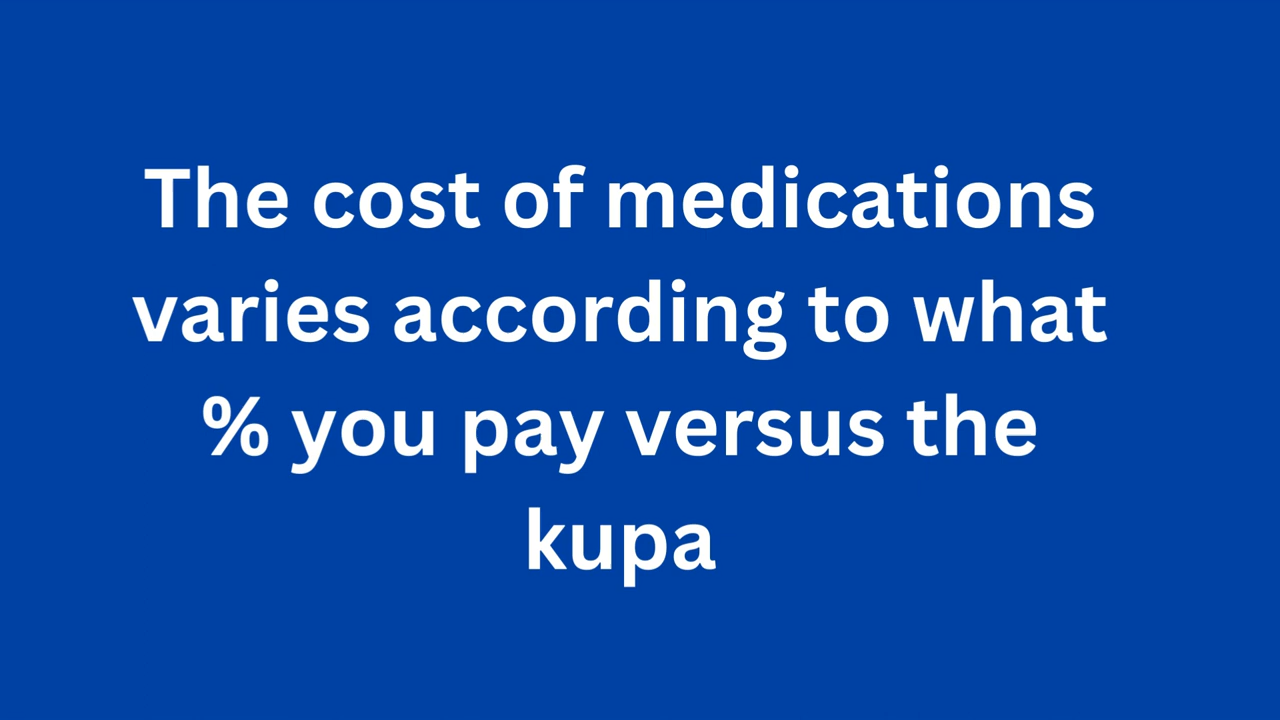 The cost of medications
varies according to what
% you pay versus the
kupa